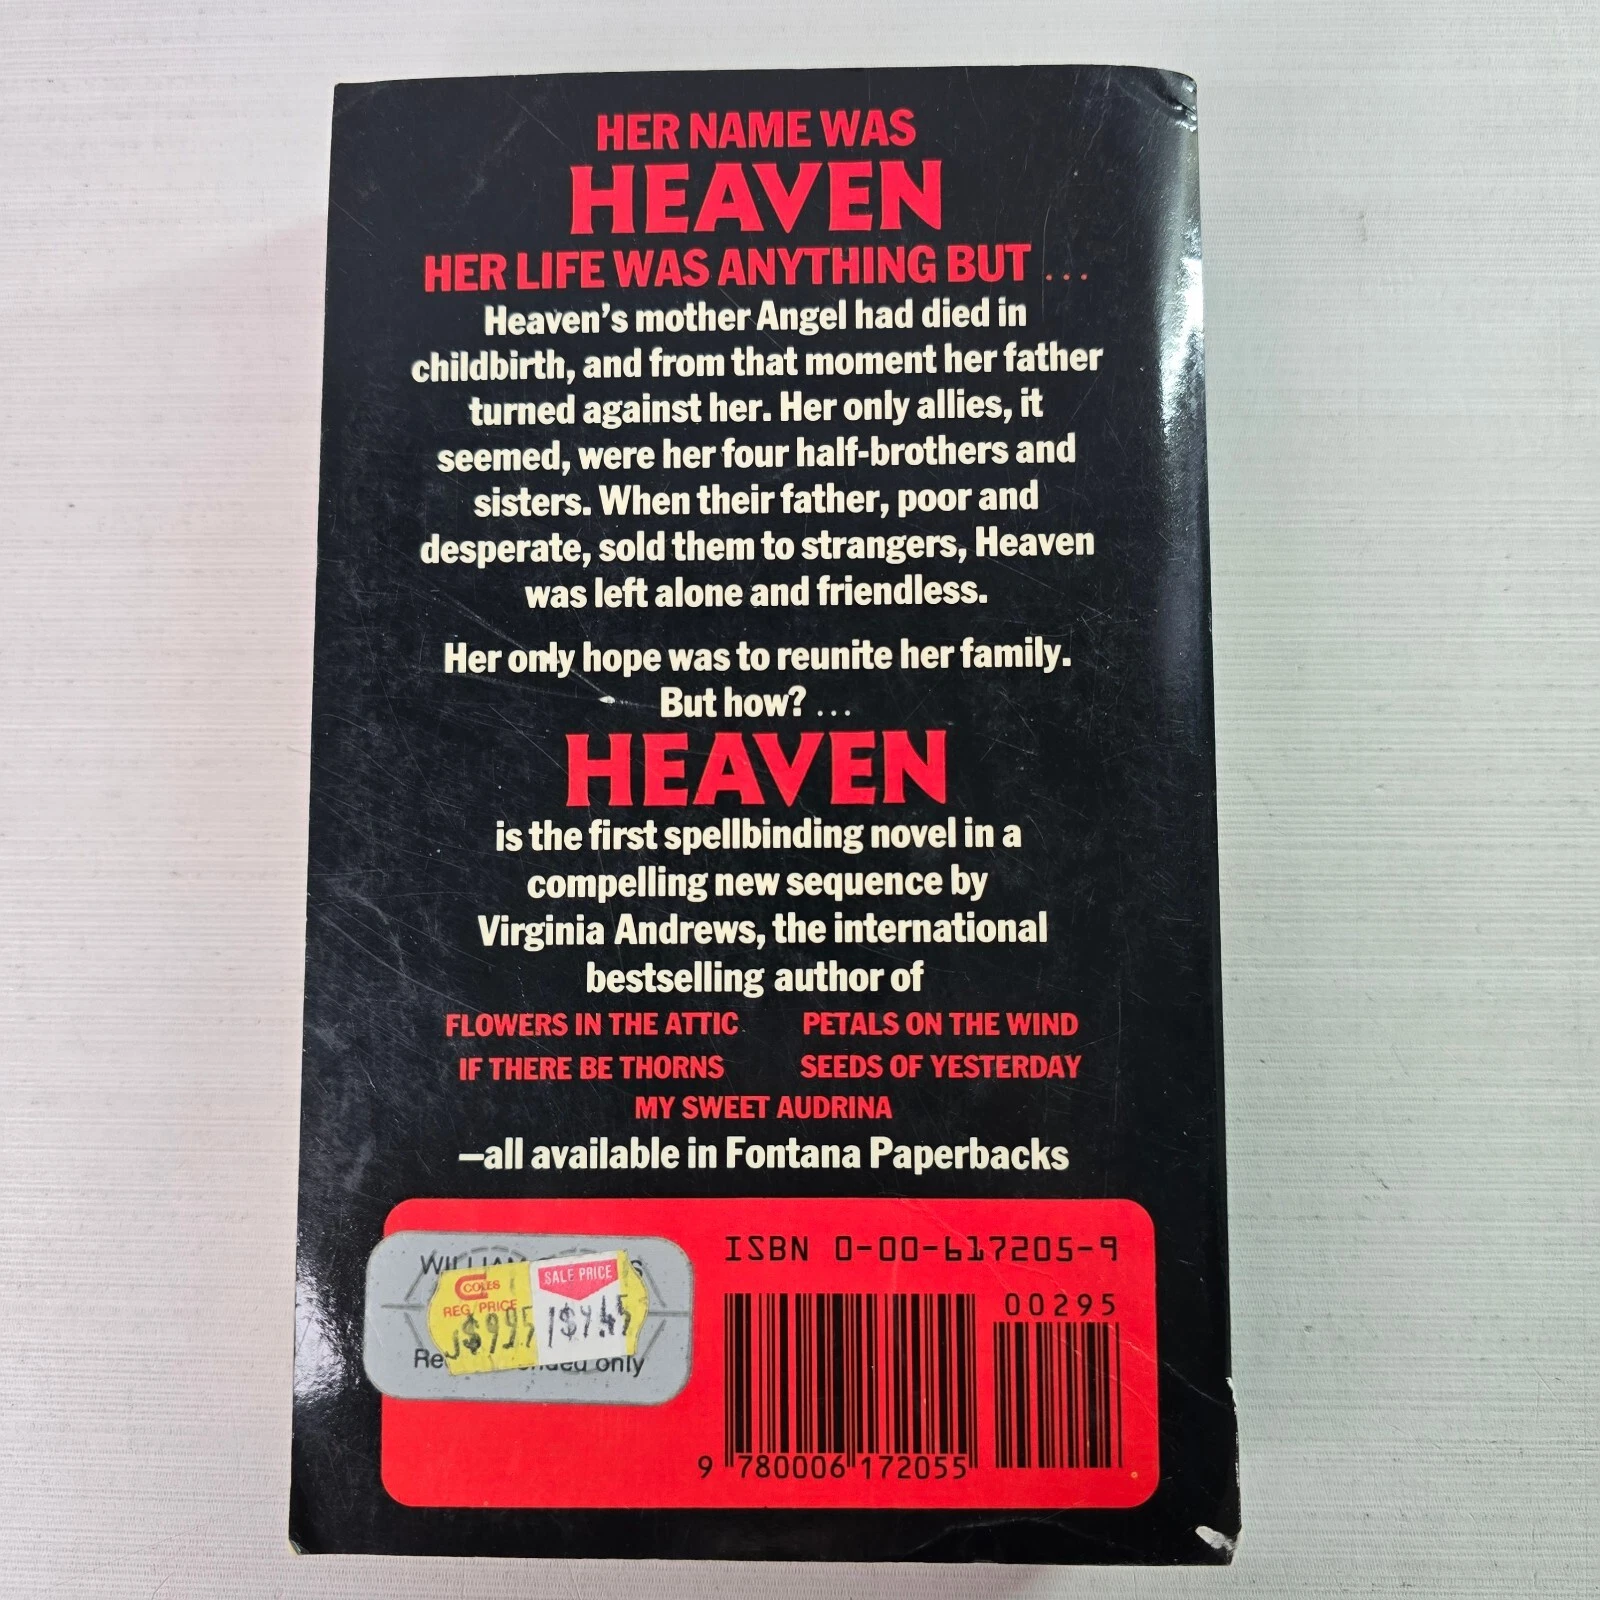 HER NAME WAS
HEAVEN
HER LIFE WAS ANYTHING BUT ...
Heaven's mother Angel had died in
childbirth, and from that moment her father
turned against her. Her only allies, it
seemed, were her four half-brothers and
sisters. When their father, poor and
desperate, sold them to strangers, Heaven
was left alone and friendless.
Her only hope was to reunite her family.
But how? ...
HEAVEN
is the first spellbinding novel in a
compelling new sequence by
Virginia Andrews, the international
bestselling author of
FLOWERS IN THE ATTIC PETALS ON THE WIND
IF THERE BE THORNS SEEDS OF YESTERDAY
MY SWEET AUDRINA
—all available in Fontana Paperbacks
ISBN 0-00-617205-9
00295
9 780006 172055
WILLIAM
COLES
REG. PRICE
SALE PRICE
$9.95
only